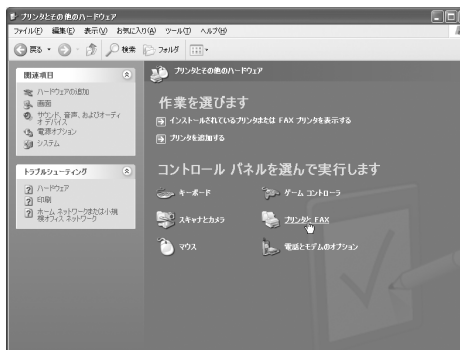 プリンタとその他のハードウェア
ファイル(F) 編集(E) 表示(V) お気に入り(A) ツール(T) ヘルプ(H)
戻る 検索 フォルダ
関連項目
ハードウェアの追加
画面
サウンド、音声、およびオーディ
オ デバイス
電源オプション
システム
トラブルシューティング
ハードウェア
印刷
ホーム ネットワークまたは小規
模オフィス ネットワーク
プリンタとその他のハードウェア
作業を選びます
インストールされているプリンタまたは FAX プリンタを表示する
プリンタを追加する
コントロール パネルを選んで実行します
キーボード
ゲーム コントローラ
スキャナとカメラ
プリンタと FAX
マウス
電話とモデムのオプション